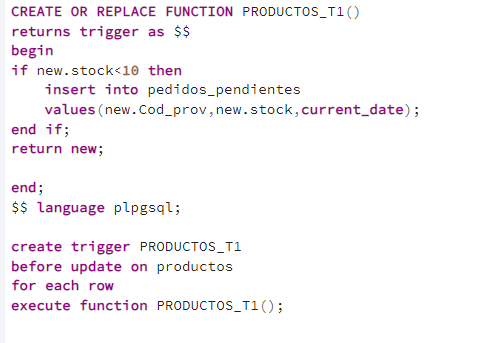 CREATE OR REPLACE FUNCTION PRODUCTOS_T1()
returns trigger as $$
begin
if new.stock<10 then
    insert into pedidos_pendientes
    values(new.Cod_prov,new.stock,current_date);
end if;
return new;

end;
$$ language plpgsql;

create trigger PRODUCTOS_T1
before update on productos
for each row
execute function PRODUCTOS_T1();